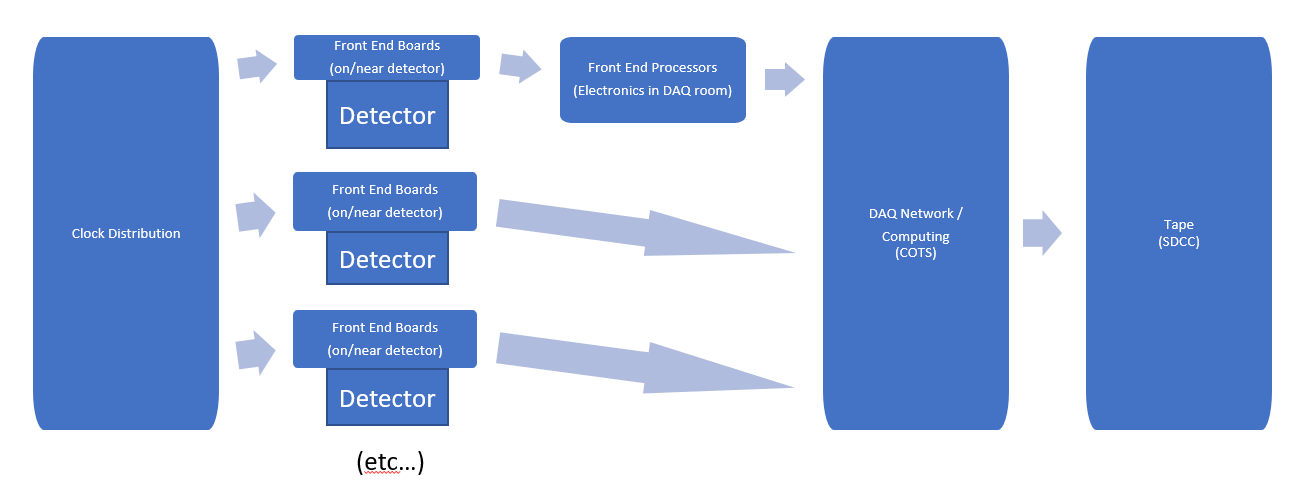 Clock Distribution
Front End Boards
(on/near detector)
Detector
Front End Processors
(Electronics in DAQ room)
Front End Boards
(on/near detector)
Detector
Front End Boards
(on/near detector)
Detector
(etc...)
DAQ Network /
Computing
(COTS)
Tape
(SDCC)